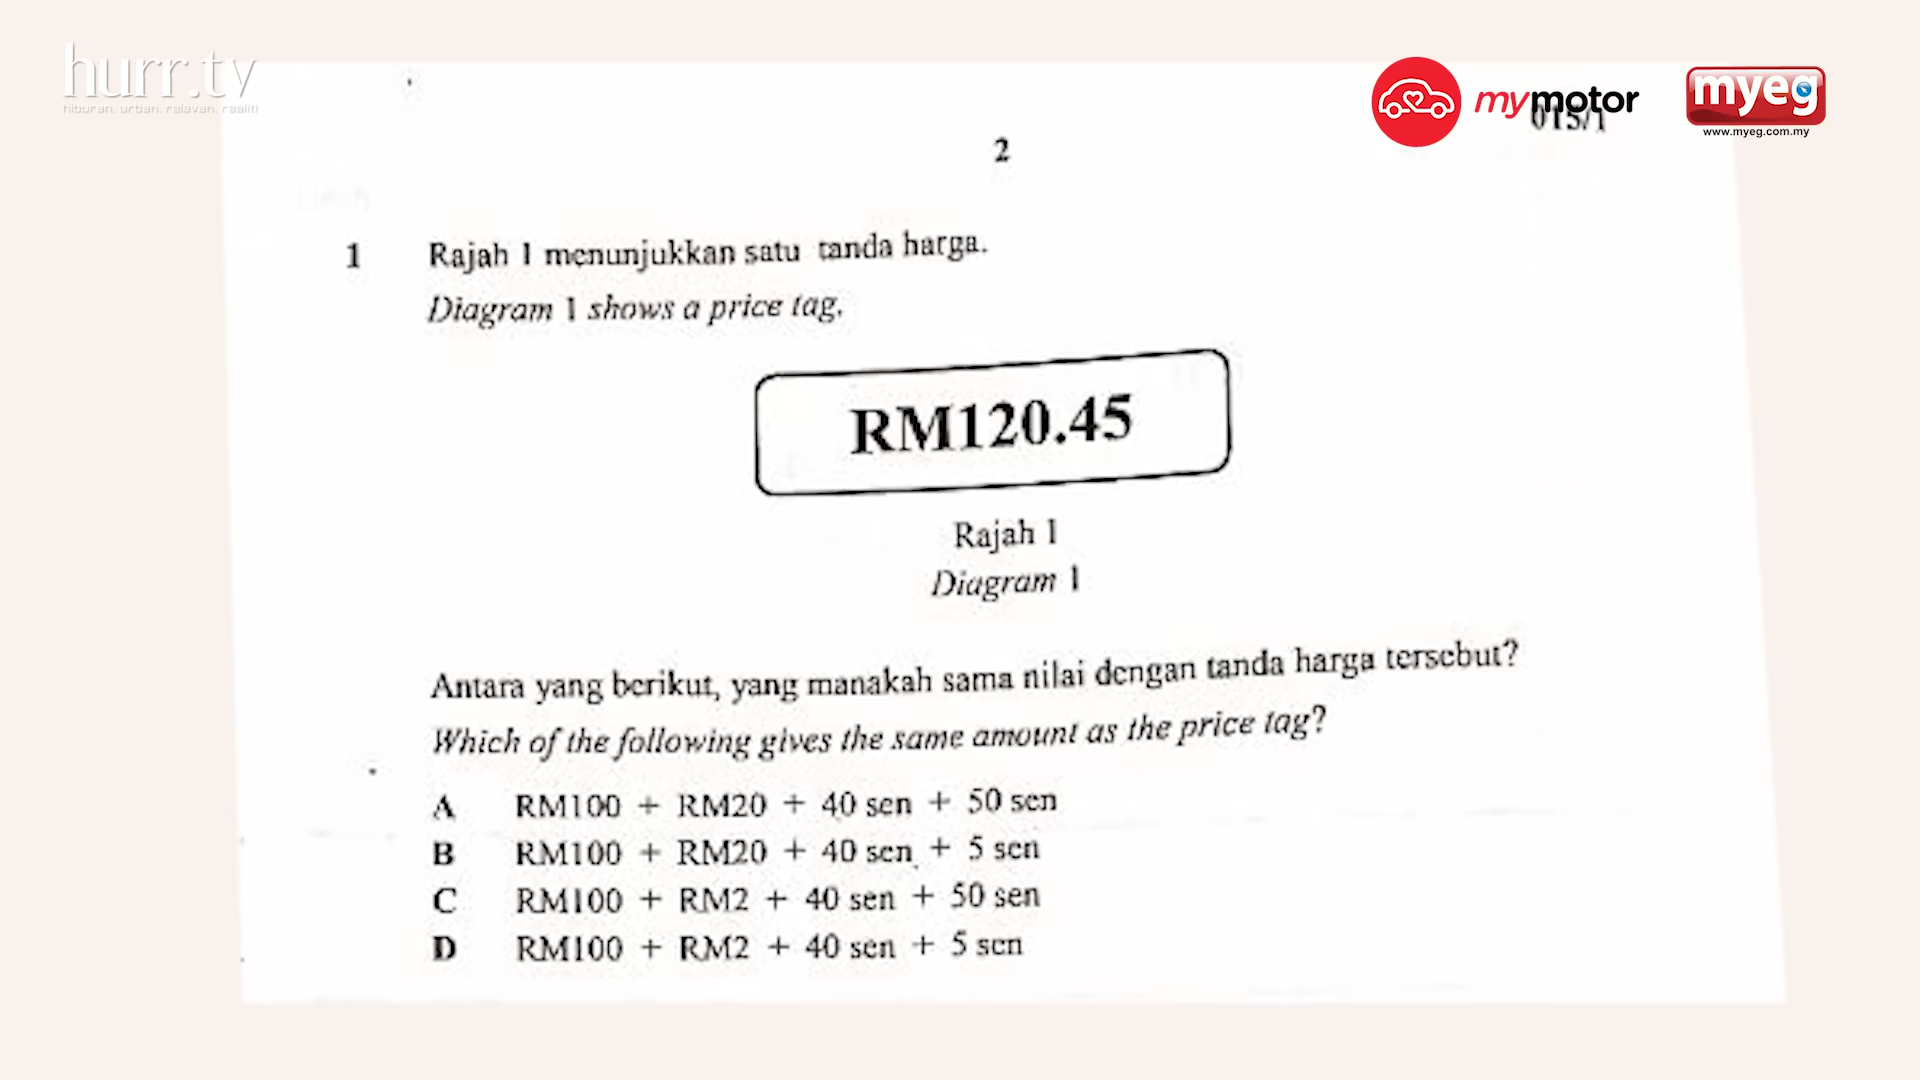 hurr.tv
hiburan. urban. ralavan. realiti
mymotor
myeg
www.myeg.com.my
015/1
2
1 Rajah 1 menunjukkan satu tanda harga.
Diagram 1 shows a price tag.
RM120.45
Rajah 1
Diagram 1
Antara yang berikut, yang manakah sama nilai dengan tanda harga tersebut?
Which of the following gives the same amount as the price tag?
A RM100 + RM20 + 40 sen + 50 sen
B RM100 + RM20 + 40 sen + 5 sen
C RM100 + RM2 + 40 sen + 50 sen
D RM100 + RM2 + 40 sen + 5 sen